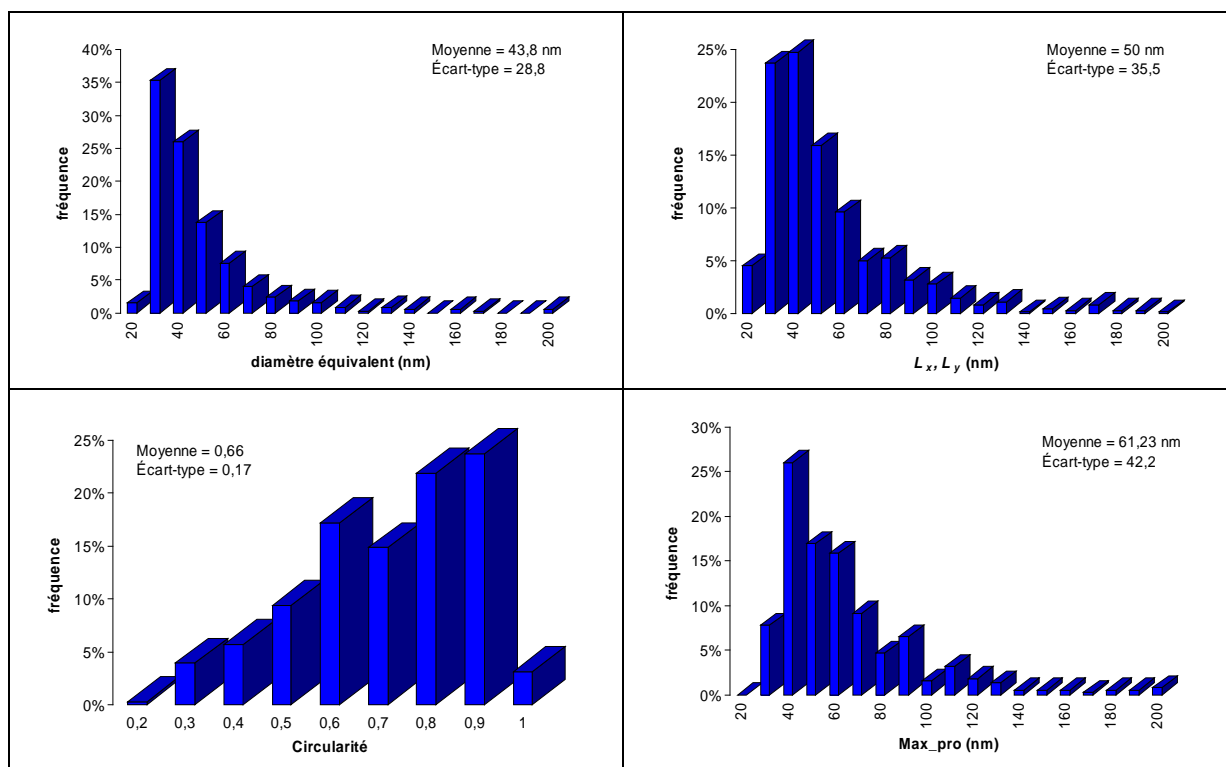 Moyenne = 43,8 nm
Écart-type = 28,8
fréquence
40%
35%
30%
25%
20%
15%
10%
5%
0%
20 40 60 80 100 120 140 160 180 200
diamètre équivalent (nm)
Moyenne = 50 nm
Écart-type = 35,5
fréquence
25%
20%
15%
10%
5%
0%
20 40 60 80 100 120 140 160 180 200
Lx, Ly (nm)
Moyenne = 0,66
Écart-type = 0,17
fréquence
25%
20%
15%
10%
5%
0%
0,2 0,3 0,4 0,5 0,6 0,7 0,8 0,9 1
Circularité
Moyenne = 61,23 nm
Écart-type = 42,2
fréquence
30%
25%
20%
15%
10%
5%
0%
20 40 60 80 100 120 140 160 180 200
Max_pro (nm)